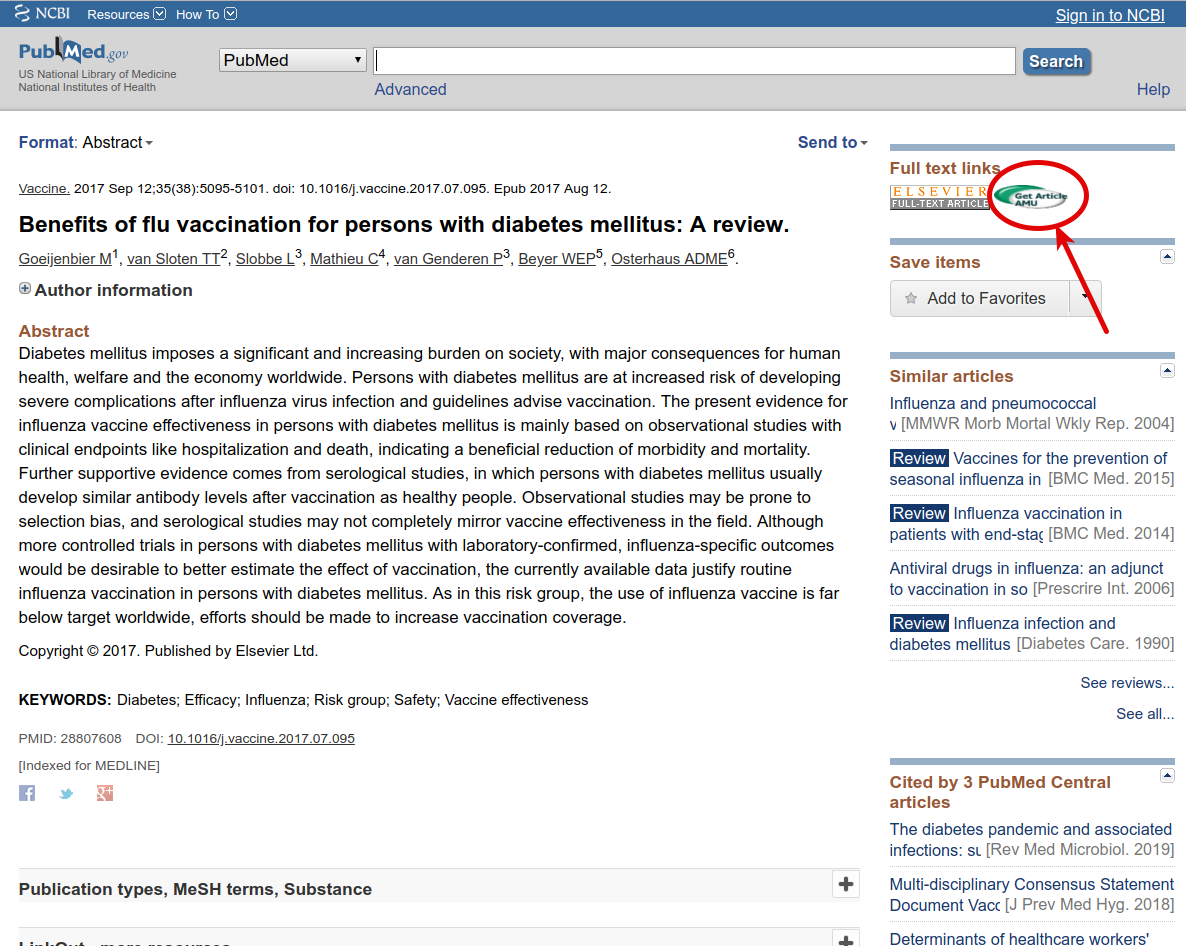 NCBI Resources How To Sign in to NCBI
PubMed.gov
US National Library of Medicine
National Institutes of Health
PubMed
Search
Advanced
Help
Format: Abstract
Send to
Vaccine. 2017 Sep 12;35(38):5095-5101. doi: 10.1016/j.vaccine.2017.07.095. Epub 2017 Aug 12.
Benefits of flu vaccination for persons with diabetes mellitus: A review.
Goeijenbier M1, van Sloten TT2, Slobbe L3, Mathieu C4, van Genderen P3, Beyer WEP5, Osterhaus ADME6.
Author information
Abstract
Diabetes mellitus imposes a significant and increasing burden on society, with major consequences for human
health, welfare and the economy worldwide. Persons with diabetes mellitus are at increased risk of developing
severe complications after influenza virus infection and guidelines advise vaccination. The present evidence for
influenza vaccine effectiveness in persons with diabetes mellitus is mainly based on observational studies with
clinical endpoints like hospitalization and death, indicating a beneficial reduction of morbidity and mortality.
Further supportive evidence comes from serological studies, in which persons with diabetes mellitus usually
develop similar antibody levels after vaccination as healthy people. Observational studies may be prone to
selection bias, and serological studies may not completely mirror vaccine effectiveness in the field. Although
more controlled trials in persons with diabetes mellitus with laboratory-confirmed, influenza-specific outcomes
would be desirable to better estimate the effect of vaccination, the currently available data justify routine
influenza vaccination in persons with diabetes mellitus. As in this risk group, the use of influenza vaccine is far
below target worldwide, efforts should be made to increase vaccination coverage.
Copyright © 2017. Published by Elsevier Ltd.
KEYWORDS: Diabetes; Efficacy; Influenza; Risk group; Safety; Vaccine effectiveness
PMID: 28807608 DOI: 10.1016/j.vaccine.2017.07.095
[Indexed for MEDLINE]
Publication types, MeSH terms, Substance
LinkOut - more resources
Full text links
ELSEVIER
FULL-TEXT ARTICLE
Get Article
AMU
Save items
Add to Favorites
Similar articles
Influenza and pneumococcal
v [MMWR Morb Mortal Wkly Rep. 2004]
Review Vaccines for the prevention of
seasonal influenza in [BMC Med. 2015]
Review Influenza vaccination in
patients with end-stag [BMC Med. 2014]
Antiviral drugs in influenza: an adjunct
to vaccination in so [Prescrire Int. 2006]
Review Influenza infection and
diabetes mellitus [Diabetes Care. 1990]
See reviews...
See all...
Cited by 3 PubMed Central
articles
The diabetes pandemic and associated
infections: su [Rev Med Microbiol. 2019]
Multi-disciplinary Consensus Statement
Document Vacc [J Prev Med Hyg. 2018]
Determinants of healthcare workers'